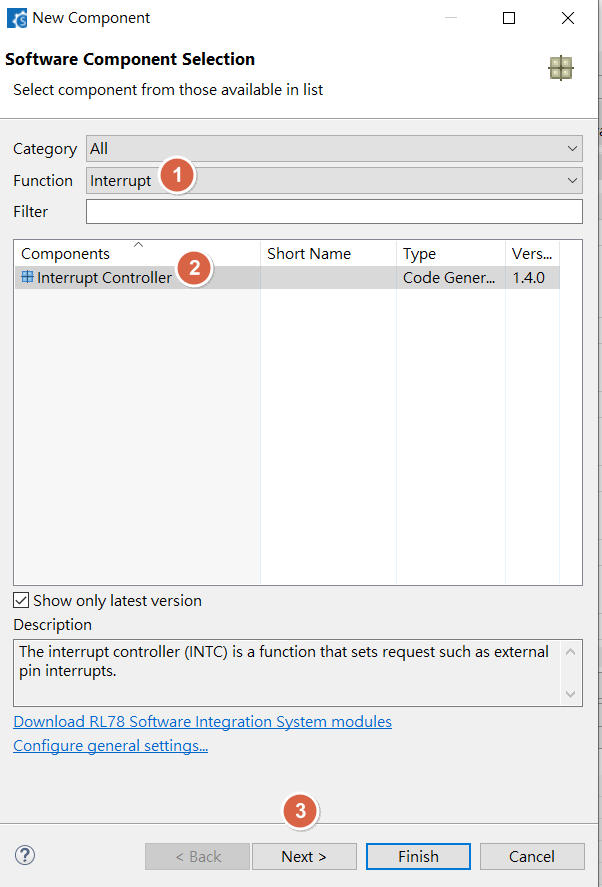 New Component
Software Component Selection
Select component from those available in list
Category All
Function Interrupt 1
Filter
Components Short Name Type Vers...
Interrupt Controller 2 Code Gener... 1.4.0
Show only latest version
Description
The interrupt controller (INTC) is a function that sets request such as external
pin interrupts.
Download RL78 Software Integration System modules
Configure general settings...
3
? < Back Next > Finish Cancel